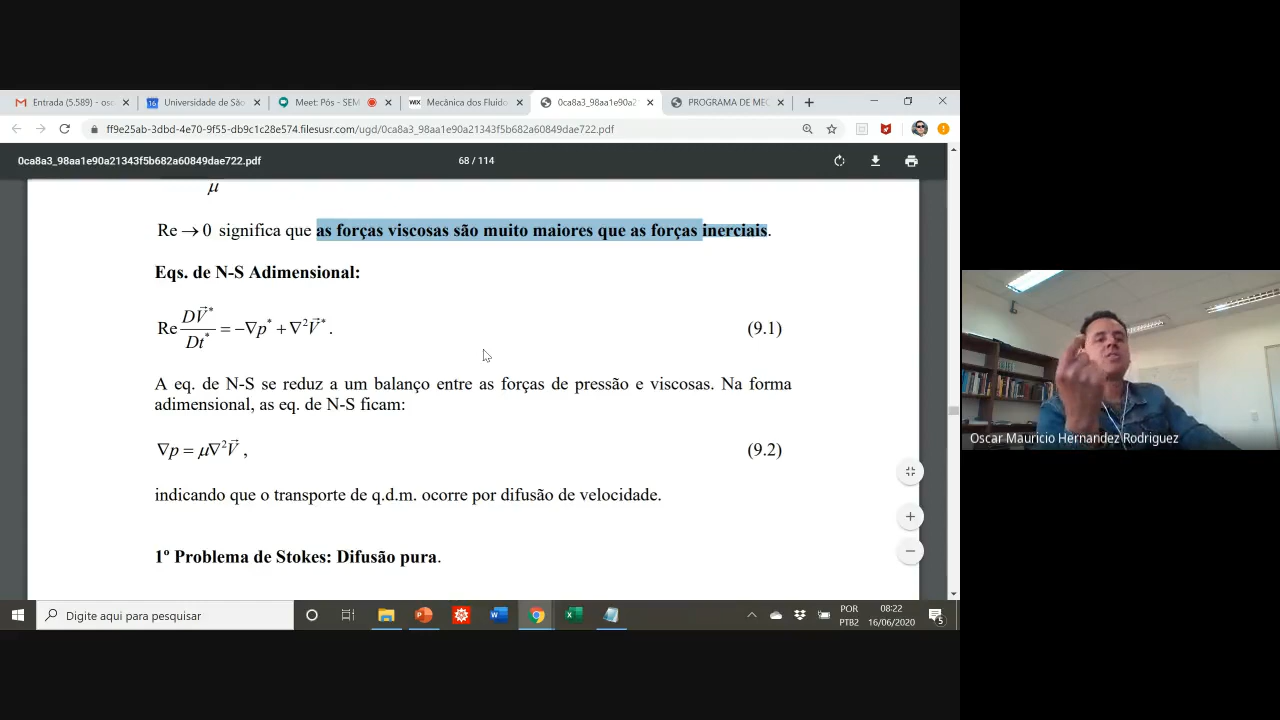 Entrada (5.589) - os
Universidade de Sã
Meet: Pós - SEM
Mecânica dos Fluido
0ca8a3_98aa1e90a2
PROGRAMA DE MEC
ff9e25ab-3dbd-4e70-9f55-d69c1c28e574.filesusr.com/ugd/0ca8a3_98aa1e90a21343f5b682a60849dae722.pdf
0ca8a3_98aa1e90a21343f5b682a60849dae722.pdf
68 / 114
μ
Re → 0 significa que as forças viscosas são muito maiores que as forças inerciais.
Eqs. de N-S Adimensional:
Re DV⃗*/Dt* = −∇p* + ∇²V⃗*. (9.1)
A eq. de N-S se reduz a um balanço entre as forças de pressão e viscosas. Na forma
adimensional, as eq. de N-S ficam:
∇p = μ∇²V⃗, (9.2)
indicando que o transporte de q.d.m. ocorre por difusão de velocidade.
1º Problema de Stokes: Difusão pura.
Oscar Mauricio Hernandez Rodriguez
Digite aqui para pesquisar
POR
PTB2
08:22
16/06/2020
5